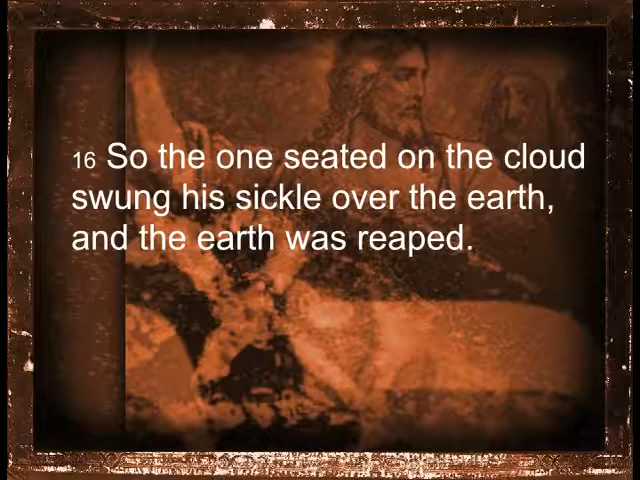 16 So the one seated on the cloud
swung his sickle over the earth,
and the earth was reaped.